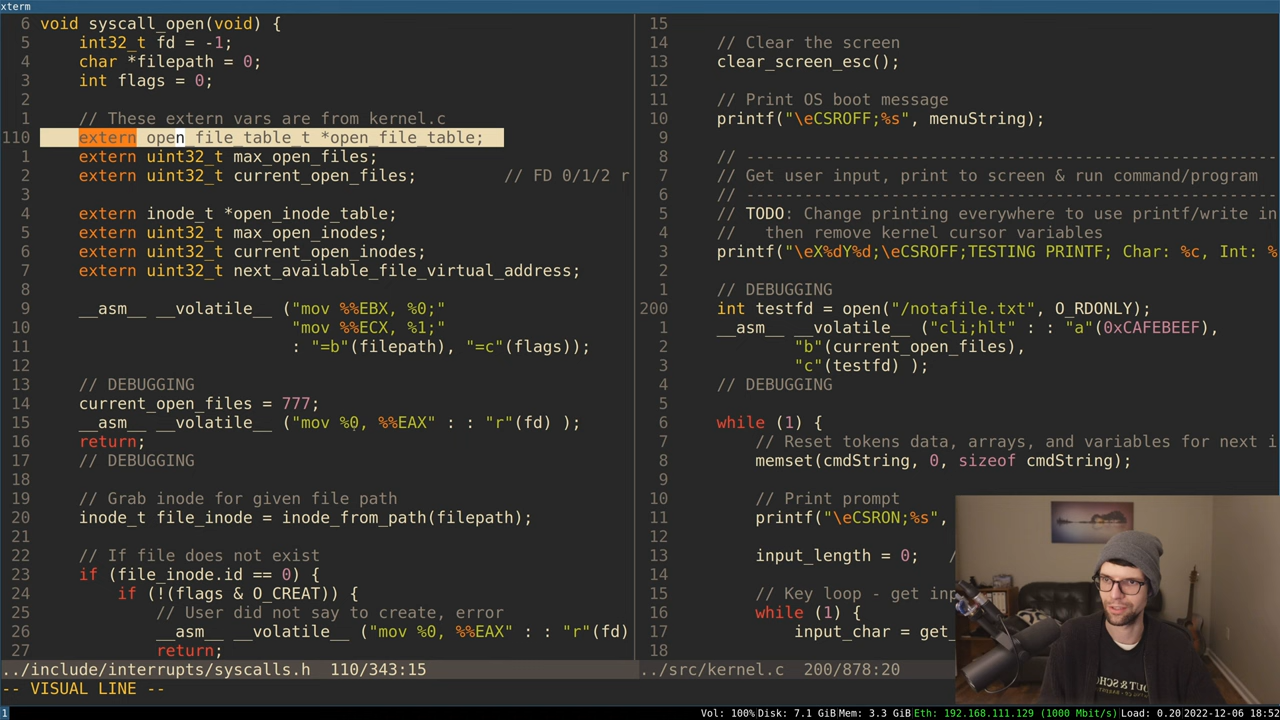 xterm
6 void syscall_open(void) {
5 int32_t fd = -1;
4 char *filepath = 0;
3 int flags = 0;
2
1 // These extern vars are from kernel.c
110 extern open_file_table_t *open_file_table;
1 extern uint32_t max_open_files;
2 extern uint32_t current_open_files; // FD 0/1/2 r
3
4 extern inode_t *open_inode_table;
5 extern uint32_t max_open_inodes;
6 extern uint32_t current_open_inodes;
7 extern uint32_t next_available_file_virtual_address;
8
9 __asm__ __volatile__ ("mov %%EBX, %0;"
10 "mov %%ECX, %1;"
11 : "=b"(filepath), "=c"(flags));
12
13 // DEBUGGING
14 current_open_files = 777;
15 __asm__ __volatile__ ("mov %0, %%EAX" : : "r"(fd) );
16 return;
17 // DEBUGGING
18
19 // Grab inode for given file path
20 inode_t file_inode = inode_from_path(filepath);
21
22 // If file does not exist
23 if (file_inode.id == 0) {
24 if (!(flags & O_CREAT)) {
25 // User did not say to create, error
26 __asm__ __volatile__ ("mov %0, %%EAX" : : "r"(fd)
27 return;
../include/interrupts/syscalls.h 110/343:15
-- VISUAL LINE --
15
14 // Clear the screen
13 clear_screen_esc();
12
11 // Print OS boot message
10 printf("\eCSROFF;%s", menuString);
9
8 // -------------------------------------------------------
7 // Get user input, print to screen & run command/program
6 // -------------------------------------------------------
5 // TODO: Change printing everywhere to use printf/write in
4 // then remove kernel cursor variables
3 printf("\eX%dY%d;\eCSROFF;TESTING PRINTF; Char: %c, Int: %
2
1 // DEBUGGING
200 int testfd = open("/notafile.txt", O_RDONLY);
1 __asm__ __volatile__ ("cli;hlt" : : "a"(0xCAFEBEEF),
2 "b"(current_open_files),
3 "c"(testfd) );
4 // DEBUGGING
5
6 while (1) {
7 // Reset tokens data, arrays, and variables for next i
8 memset(cmdString, 0, sizeof cmdString);
9
10 // Print prompt
11 printf("\eCSRON;%s",
12
13 input_length = 0; /
14
15 // Key loop - get inp
16 while (1) {
17 input_char = get_
18
../src/kernel.c 200/878:20
1 Vol: 100% Disk: 7.1 GiB Mem: 3.3 GiB Eth: 192.168.111.129 (1000 Mbit/s) Load: 0.20 2022-12-06 18:52